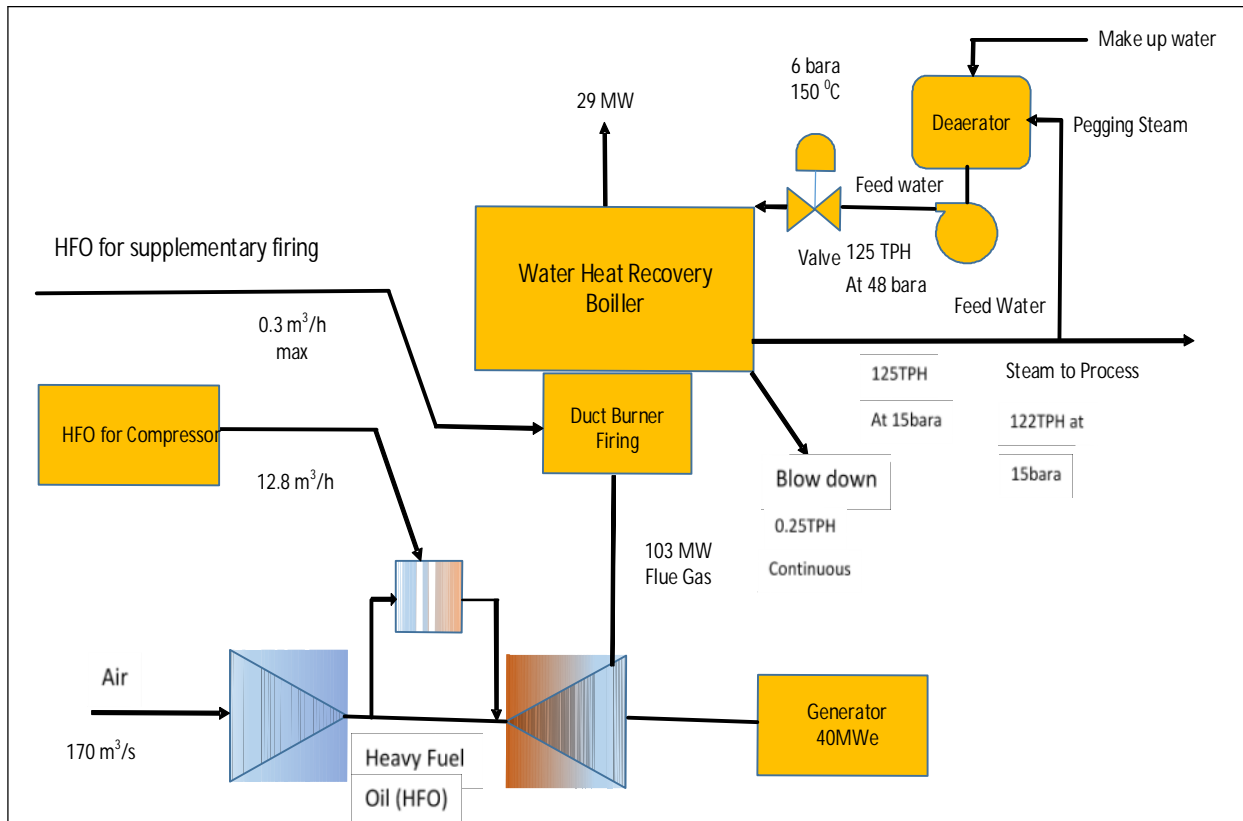 Make up water
6 bara
150 ⁰C
29 MW
Deaerator
Pegging Steam
Feed water
HFO for supplementary firing
Water Heat Recovery
Boiller
Valve
125 TPH
At 48 bara
Feed Water
0.3 m³/h
max
125TPH
At 15bara
Steam to Process
122TPH at
15bara
HFO for Compressor
Duct Burner
Firing
12.8 m³/h
Blow down
0.25TPH
Continuous
103 MW
Flue Gas
Air
170 m³/s
Heavy Fuel
Oil (HFO)
Generator
40MWe